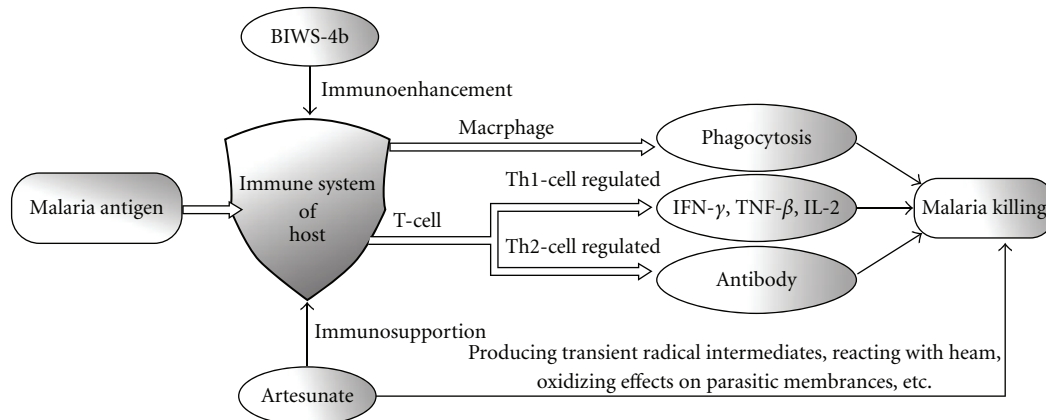 BIWS-4b
Immunoenhancement
Macrphage
Phagocytosis
Malaria antigen
Immune system
of
host
T-cell
Th1-cell regulated
IFN-γ, TNF-β, IL-2
Malaria killing
Th2-cell regulated
Antibody
Immunosupportion
Artesunate
Producing transient radical intermediates, reacting with heam,
oxidizing effects on parasitic membrances, etc.